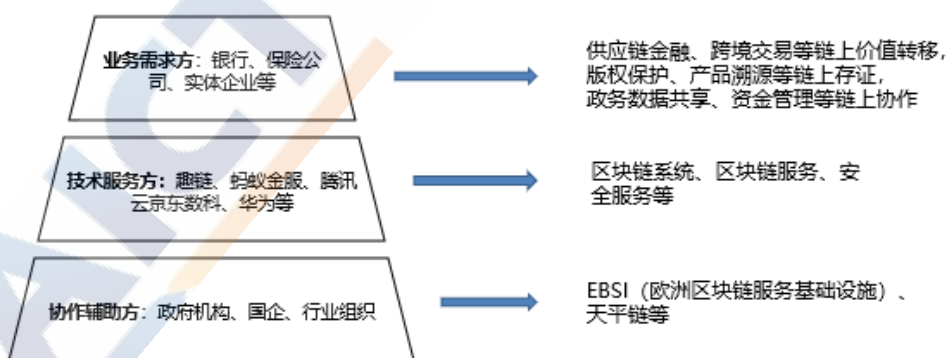 业务需求方：银行、保险公
司、实体企业等
供应链金融、跨境交易等链上价值转移，
版权保护、产品溯源等链上存证，
政务数据共享、资金管理等链上协作
技术服务方：趣链、蚂蚁金服、腾讯
云京东数科、华为等
区块链系统、区块链服务、安
全服务等
协作辅助方：政府机构、国企、行业组织
EBSI（欧洲区块链服务基础设施）、
天平链等